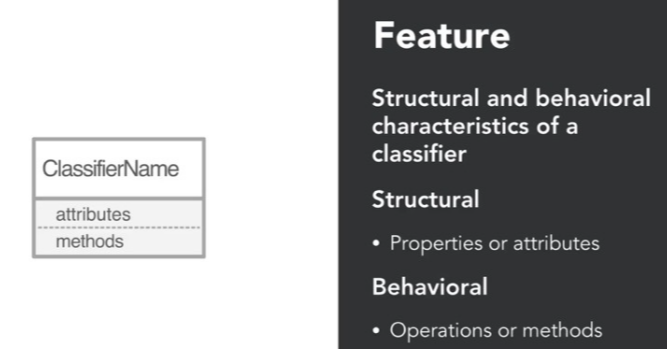 ClassifierName
attributes
methods
Feature
Structural and behavioral
characteristics of a
classifier
Structural
• Properties or attributes
Behavioral
• Operations or methods